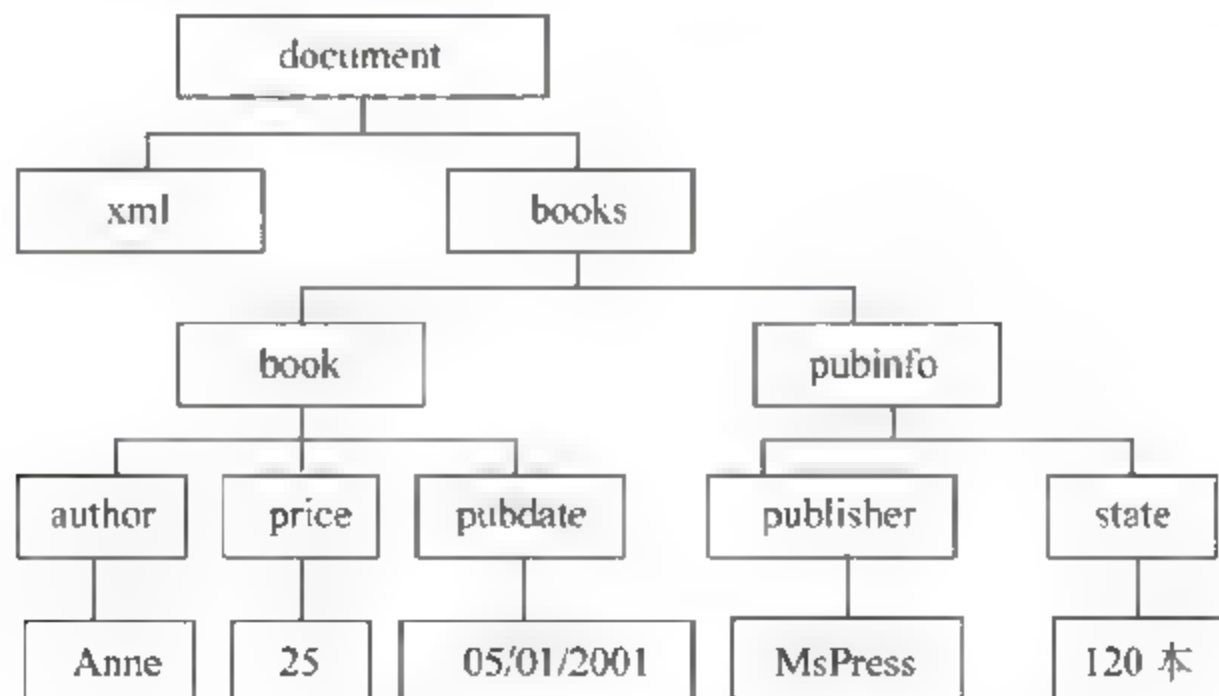 document
xml books
book pubinfo
author price pubdate publisher state
Anne 25 05/01/2001 MsPress 120 本